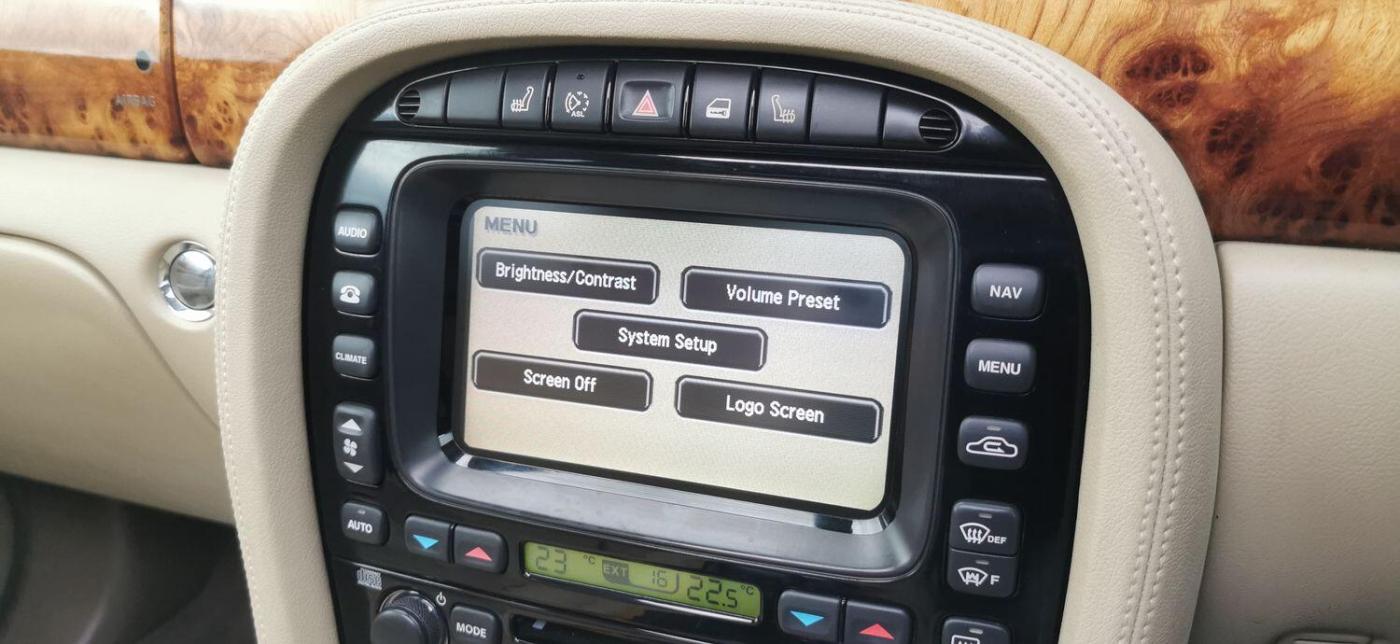 AIRBAG
ASL
AUDIO
MENU
Brightness/Contrast
Volume Preset
NAV
System Setup
CLIMATE
MENU
Screen Off
Logo Screen
AUTO
DEF
23 °C EXT 16 22.5 °C
F
MODE